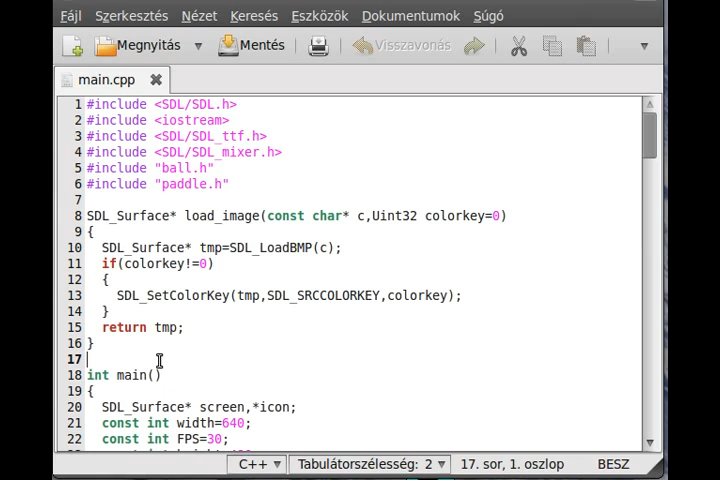 Fájl Szerkesztés Nézet Keresés Eszközök Dokumentumok Súgó
Megnyitás Mentés Visszavonás
main.cpp
1 #include <SDL/SDL.h>
2 #include <iostream>
3 #include <SDL/SDL_ttf.h>
4 #include <SDL/SDL_mixer.h>
5 #include "ball.h"
6 #include "paddle.h"
7
8 SDL_Surface* load_image(const char* c,Uint32 colorkey=0)
9 {
10 SDL_Surface* tmp=SDL_LoadBMP(c);
11 if(colorkey!=0)
12 {
13 SDL_SetColorKey(tmp,SDL_SRCCOLORKEY,colorkey);
14 }
15 return tmp;
16 }
17
18 int main()
19 {
20 SDL_Surface* screen,*icon;
21 const int width=640;
22 const int FPS=30;
C++ Tabulátorszélesség: 2 17. sor, 1. oszlop BESZ